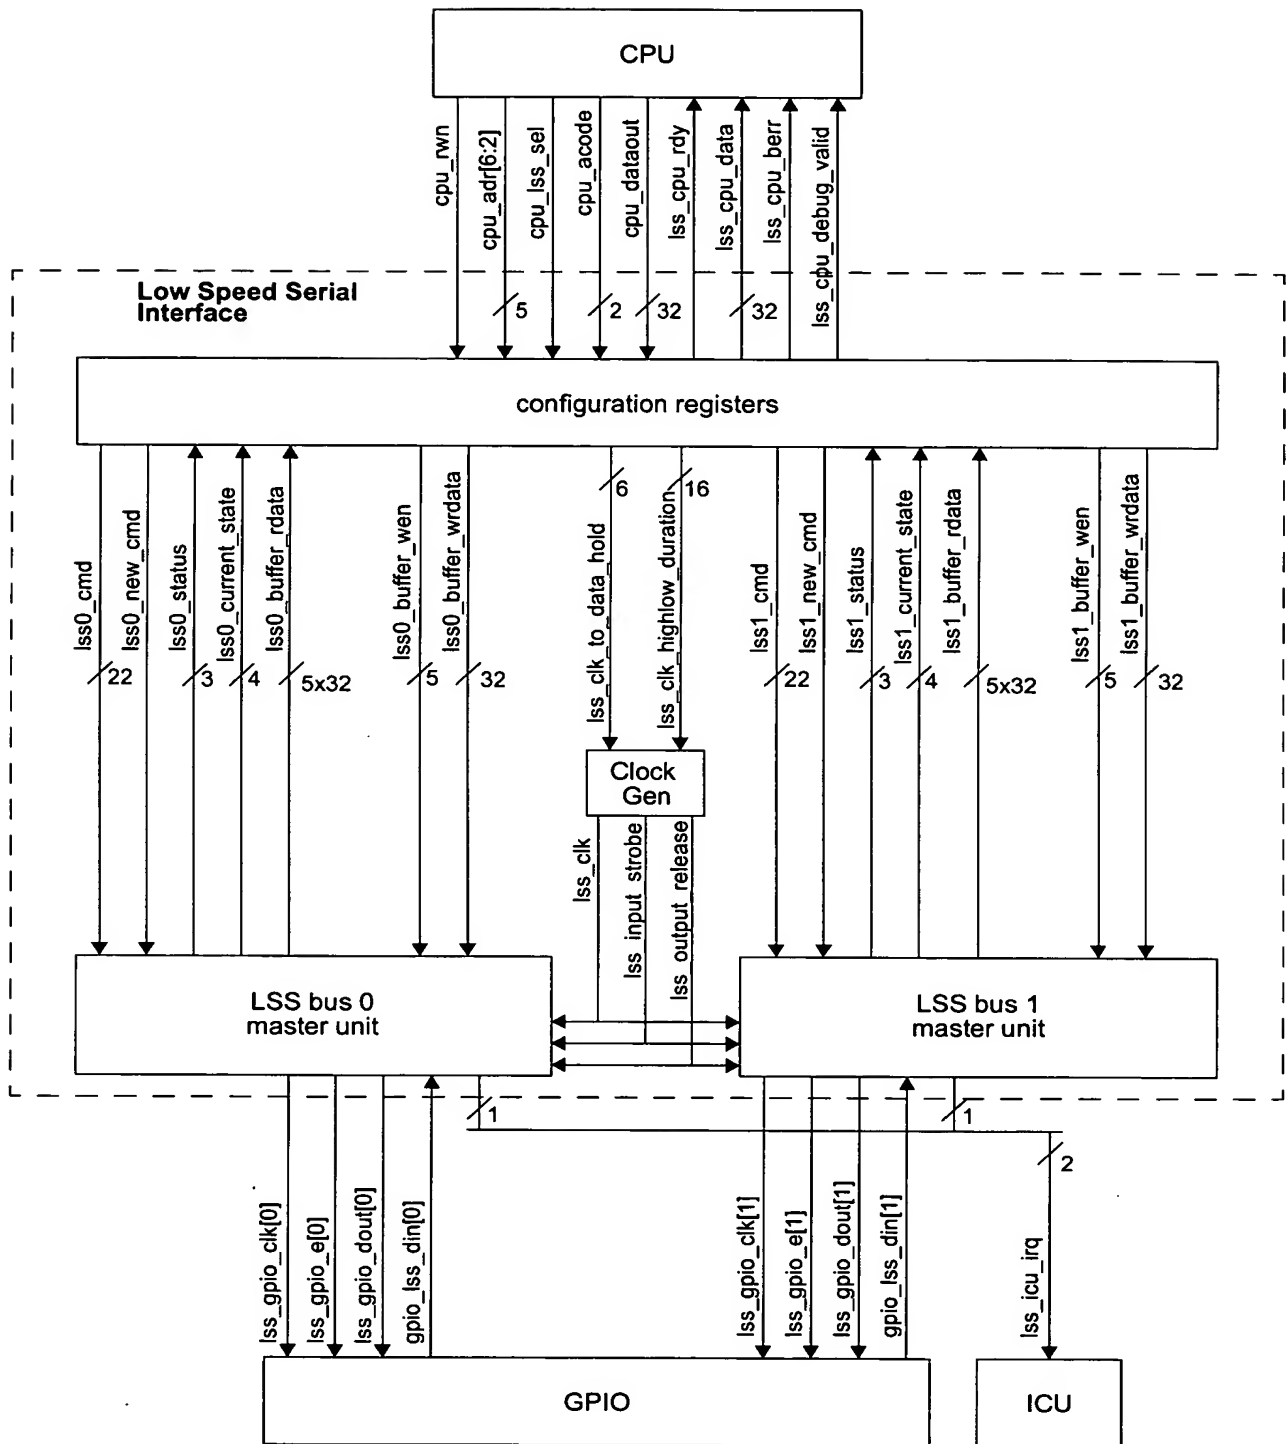 CPU
cpu_rwn
cpu_adr[6:2]
cpu_lss_sel
cpu_acode
cpu_dataout
lss_cpu_rdy
lss_cpu_data
lss_cpu_berr
lss_cpu_debug_valid
Low Speed Serial
Interface
5
2
32
32
configuration registers
lss0_cmd
lss0_new_cmd
lss0_status
lss0_current_state
lss0_buffer_rdata
lss0_buffer_wen
lss0_buffer_wrdata
lss_clk_to_data_hold
lss_clk_highlow_duration
lss1_cmd
lss1_new_cmd
lss1_status
lss1_current_state
lss1_buffer_rdata
lss1_buffer_wen
lss1_buffer_wrdata
6
16
22
3
4
5x32
5
32
22
3
4
5x32
5
32
Clock
Gen
lss_clk
lss_input_strobe
lss_output_release
LSS bus 0
master unit
LSS bus 1
master unit
1
1
2
lss_gpio_clk[0]
lss_gpio_e[0]
lss_gpio_dout[0]
gpio_lss_din[0]
lss_gpio_clk[1]
lss_gpio_e[1]
lss_gpio_dout[1]
gpio_lss_din[1]
lss_icu_irq
GPIO
ICU